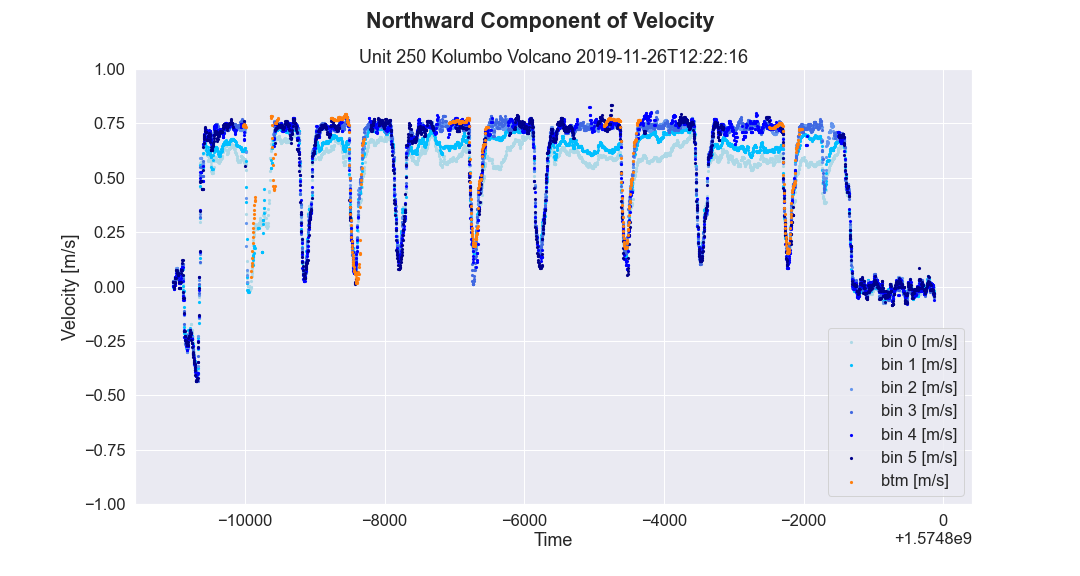 Northward Component of Velocity
Unit 250 Kolumbo Volcano 2019-11-26T12:22:16
1.00
0.75
0.50
0.25
0.00
−0.25
−0.50
−0.75
−1.00
Velocity [m/s]
bin 0 [m/s]
bin 1 [m/s]
bin 2 [m/s]
bin 3 [m/s]
bin 4 [m/s]
bin 5 [m/s]
btm [m/s]
−10000 −8000 −6000 −4000 −2000 0
Time
+1.5748e9